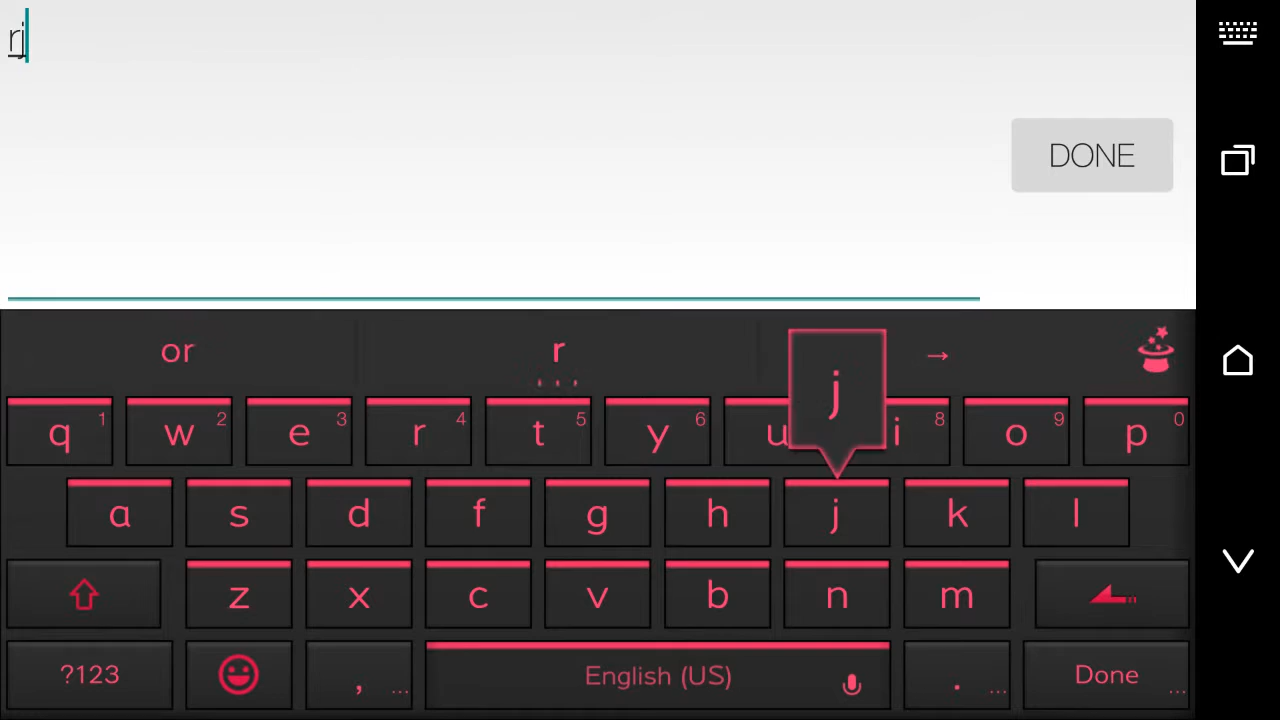 rj
DONE
or r →
j
q 1 w 2 e 3 r 4 t 5 y 6 u i 8 o 9 p 0
a s d f g h j k l
z x c v b n m
?123 , ... English (US) . ... Done ...